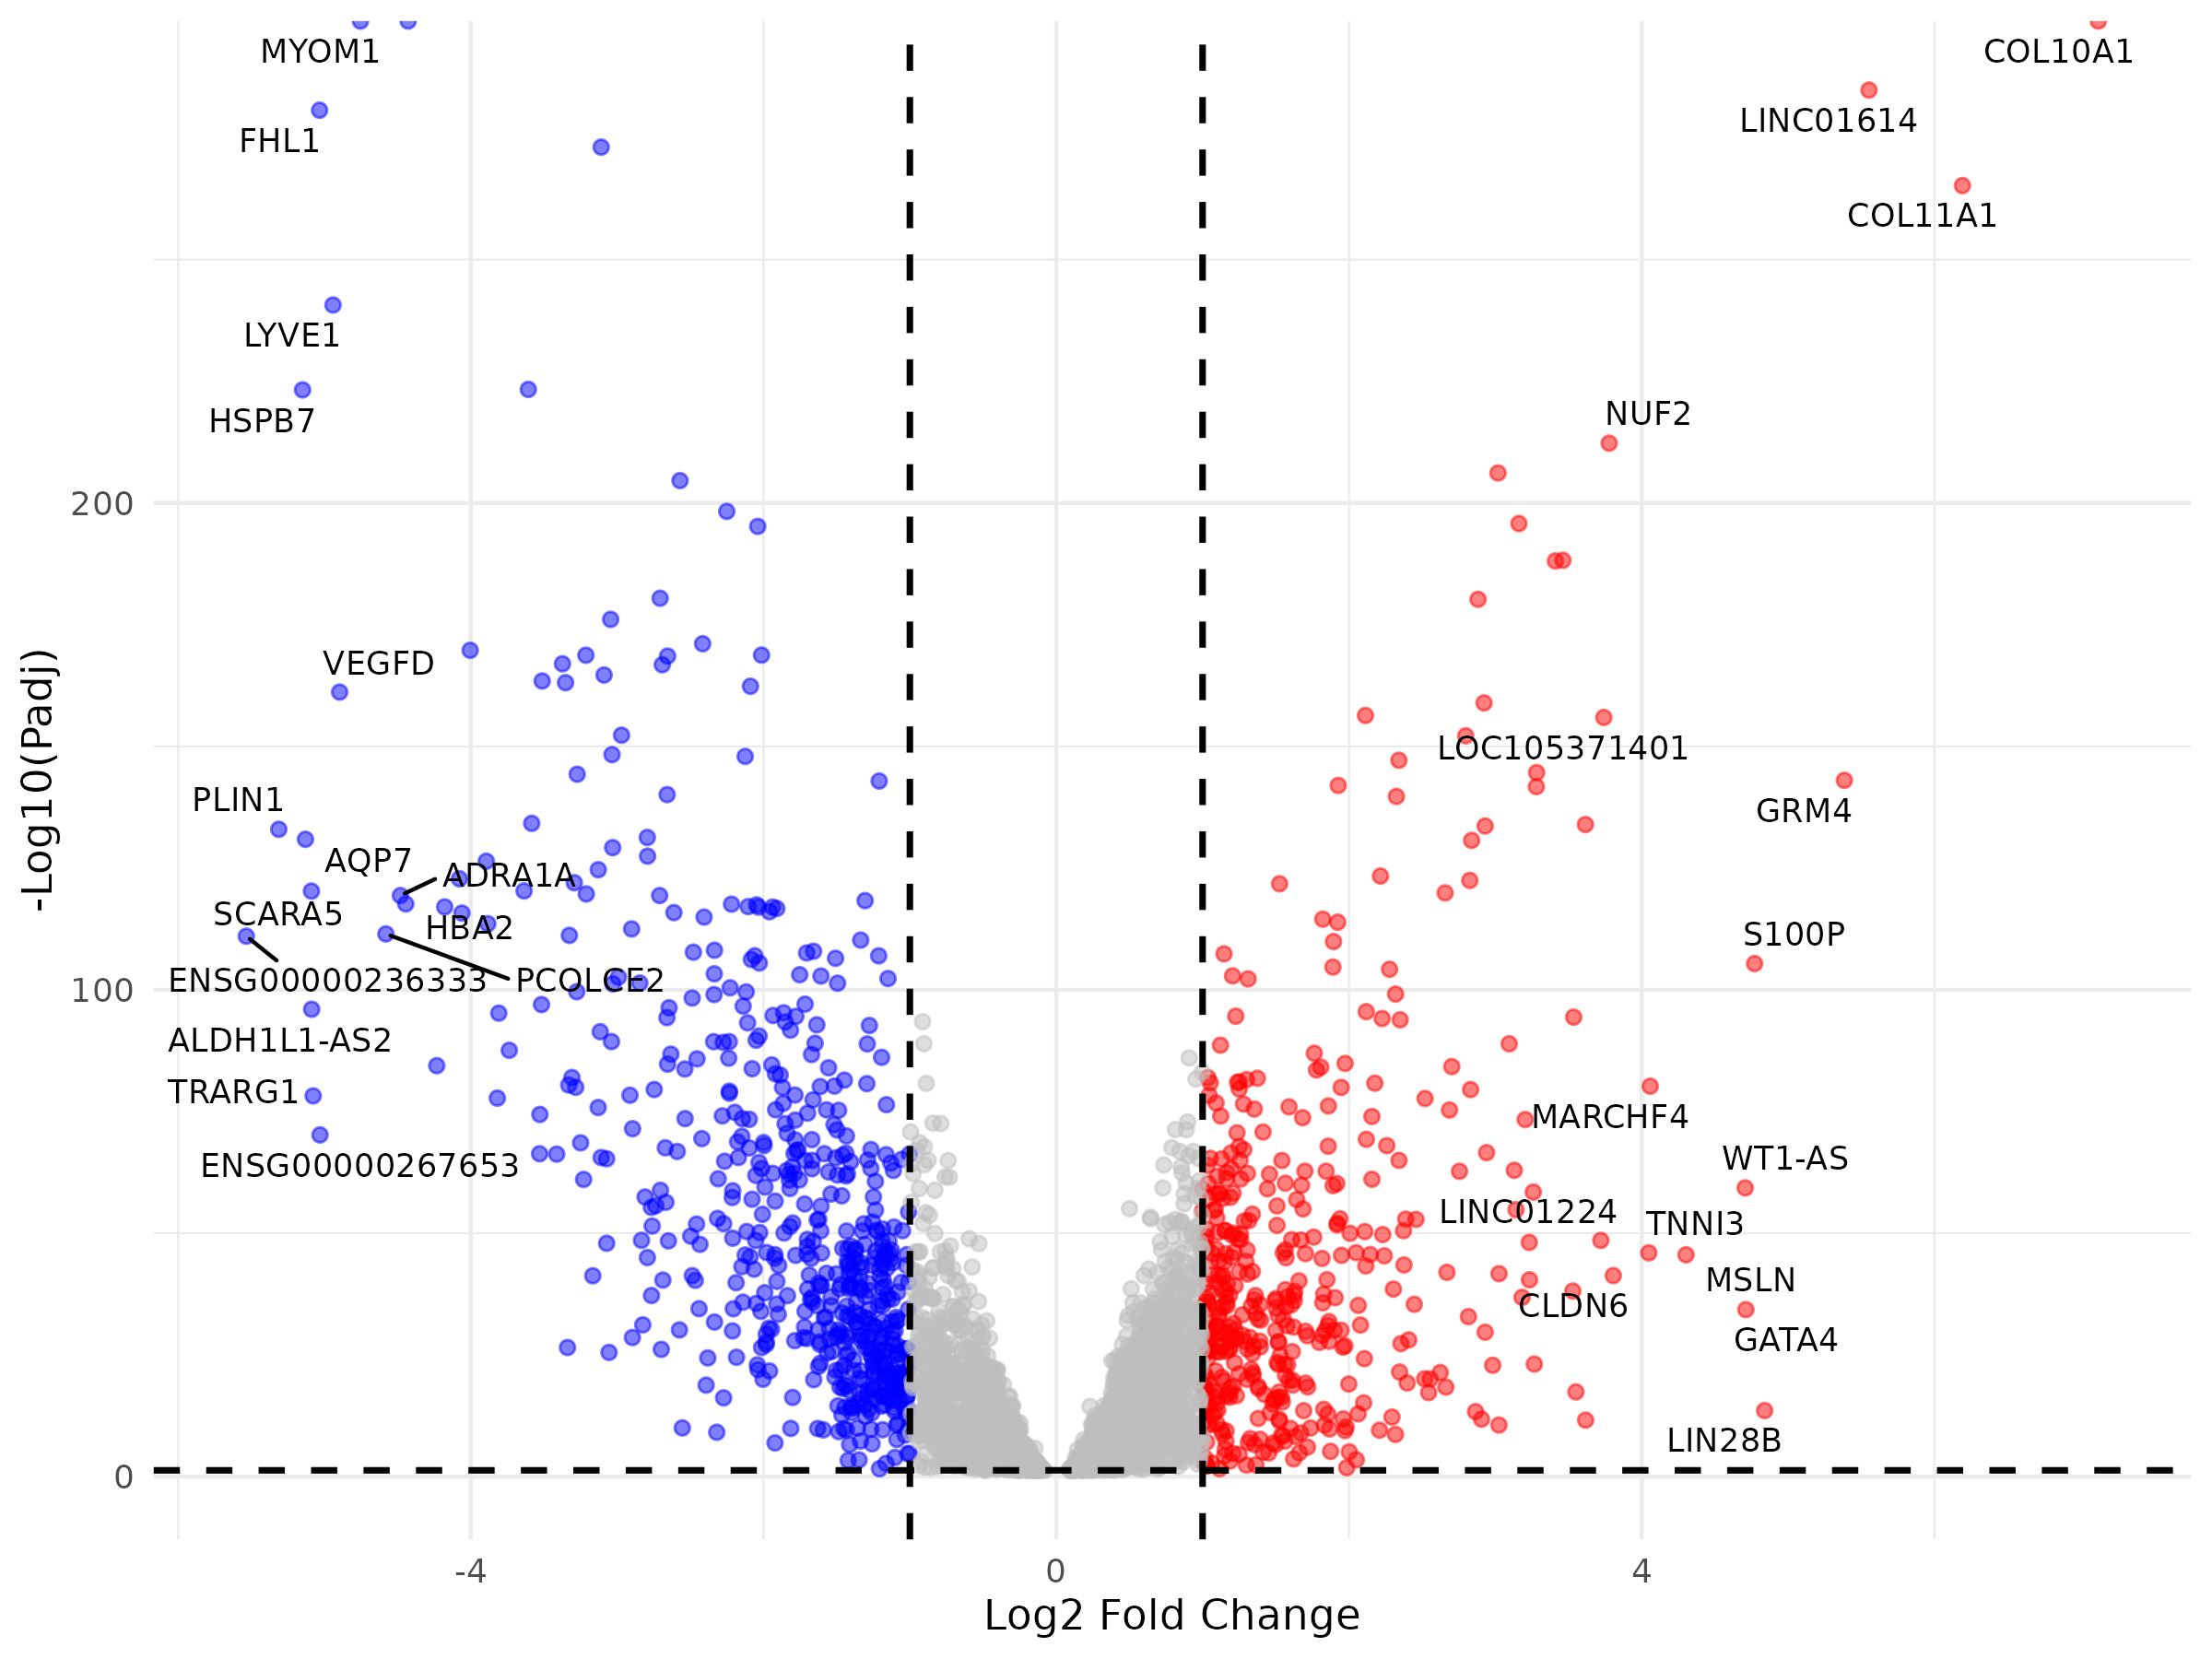 MYOM1
COL10A1
LINC01614
FHL1
COL11A1
LYVE1
HSPB7
NUF2
200
VEGFD
LOC105371401
PLIN1
GRM4
AQP7
ADRA1A
SCARA5
HBA2
S100P
ENSG00000236333
PCOLCE2
100
ALDH1L1-AS2
TRARG1
MARCHF4
ENSG00000267653
WT1-AS
LINC01224
TNNI3
MSLN
CLDN6
GATA4
LIN28B
0
-4
0
4
Log2 Fold Change
-Log10(Padj)